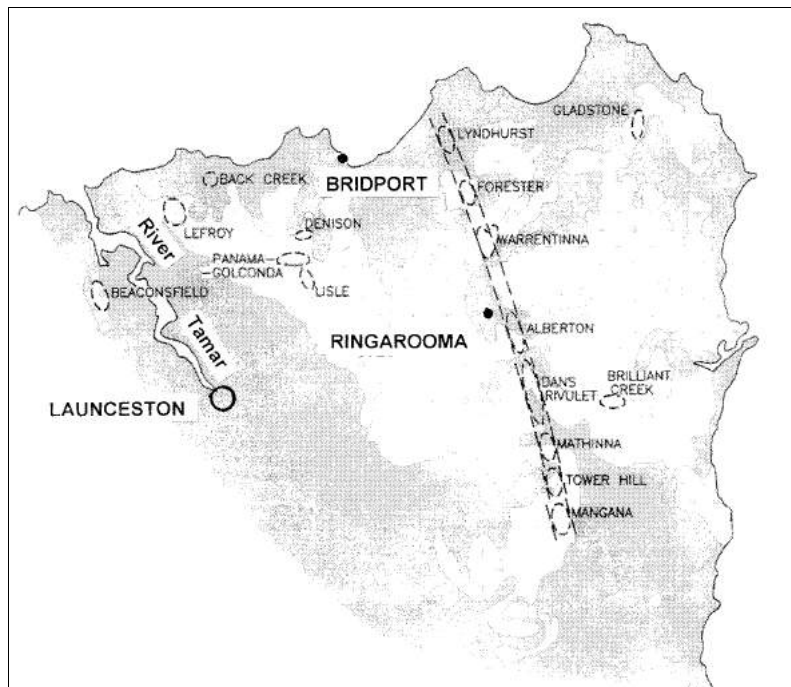 GLADSTONE
LYNDHURST
BACK CREEK
BRIDPORT
FORESTER
LEFROY
DENISON
River
WARRENTINNA
PANAMA
GOLCONDA
LISLE
BEACONSFIELD
Tamar
RINGAROOMA
ALBERTON
LAUNCESTON
DANS
RIVULET
BRILLIANT
CREEK
MATHINNA
TOWER HILL
MANGANA